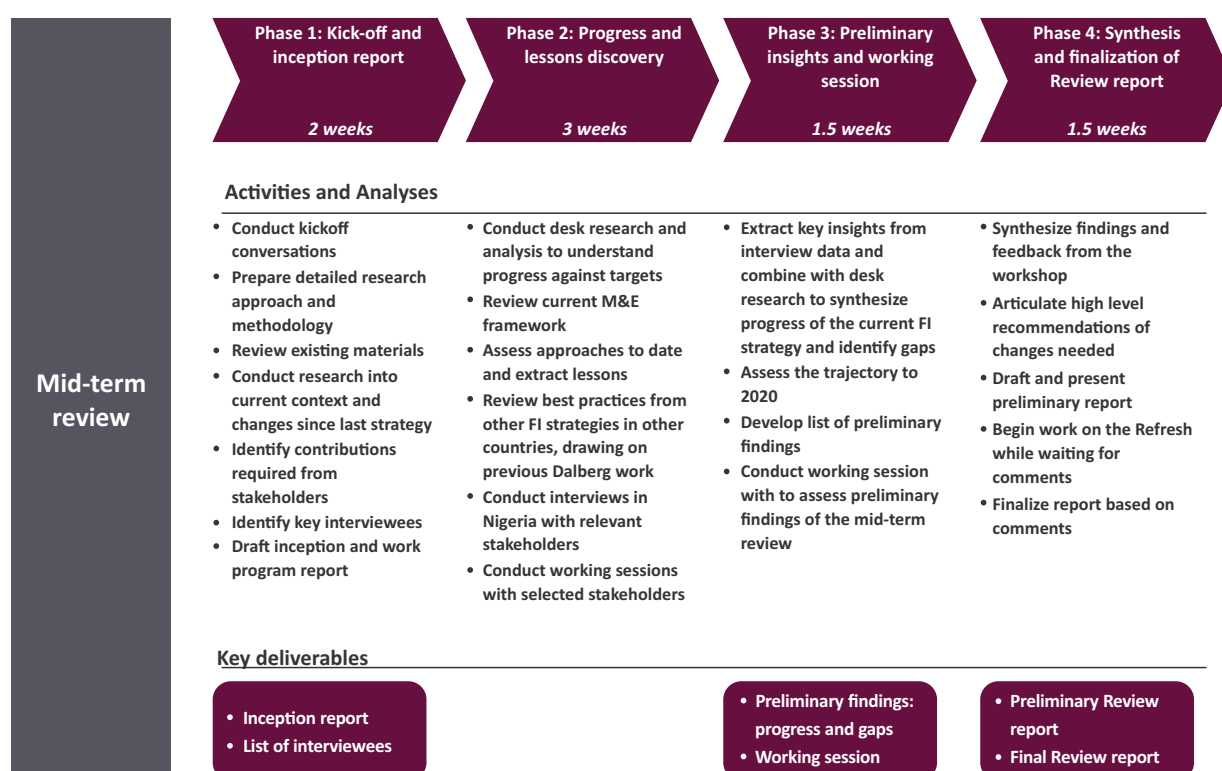 Mid-term
review
Phase 1: Kick-off and
inception report
2 weeks
Phase 2: Progress and
lessons discovery
3 weeks
Phase 3: Preliminary
insights and working
session
1.5 weeks
Phase 4: Synthesis
and finalization of
Review report
1.5 weeks
Activities and Analyses
• Conduct kickoff
conversations
• Prepare detailed research
approach and
methodology
• Review existing materials
• Conduct research into
current context and
changes since last strategy
• Identify contributions
required from
stakeholders
• Identify key interviewees
• Draft inception and work
program report
• Conduct desk research and
analysis to understand
progress against targets
• Review current M&E
framework
• Assess approaches to date
and extract lessons
• Review best practices from
other FI strategies in other
countries, drawing on
previous Dalberg work
• Conduct interviews in
Nigeria with relevant
stakeholders
• Conduct working sessions
with selected stakeholders
• Extract key insights from
interview data and
combine with desk
research to synthesize
progress of the current FI
strategy and identify gaps
• Assess the trajectory to
2020
• Develop list of preliminary
findings
• Conduct working session
with to assess preliminary
findings of the mid-term
review
• Synthesize findings and
feedback from the
workshop
• Articulate high level
recommendations of
changes needed
• Draft and present
preliminary report
• Begin work on the Refresh
while waiting for
comments
• Finalize report based on
comments
Key deliverables
• Inception report
• List of interviewees
• Preliminary findings:
progress and gaps
• Working session
• Preliminary Review
report
• Final Review report